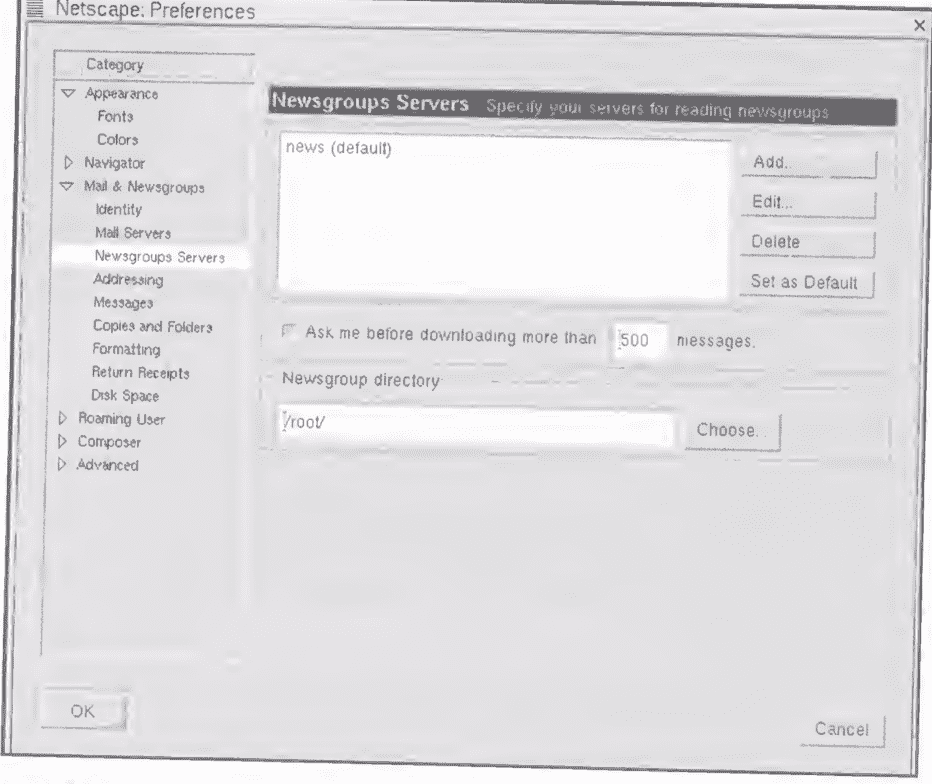 Netscape: Preferences
Category
Appearance
Fonts
Colors
Navigator
Mail & Newsgroups
Identity
Mail Servers
Newsgroups Servers
Addressing
Messages
Copies and Folders
Formatting
Return Receipts
Disk Space
Roaming User
Composer
Advanced
Newsgroups Servers Specify your servers for reading newsgroups
news (default)
Add..
Edit...
Delete
Set as Default
Ask me before downloading more than 500 messages.
Newsgroup directory
/root/
Choose..
OK
Cancel